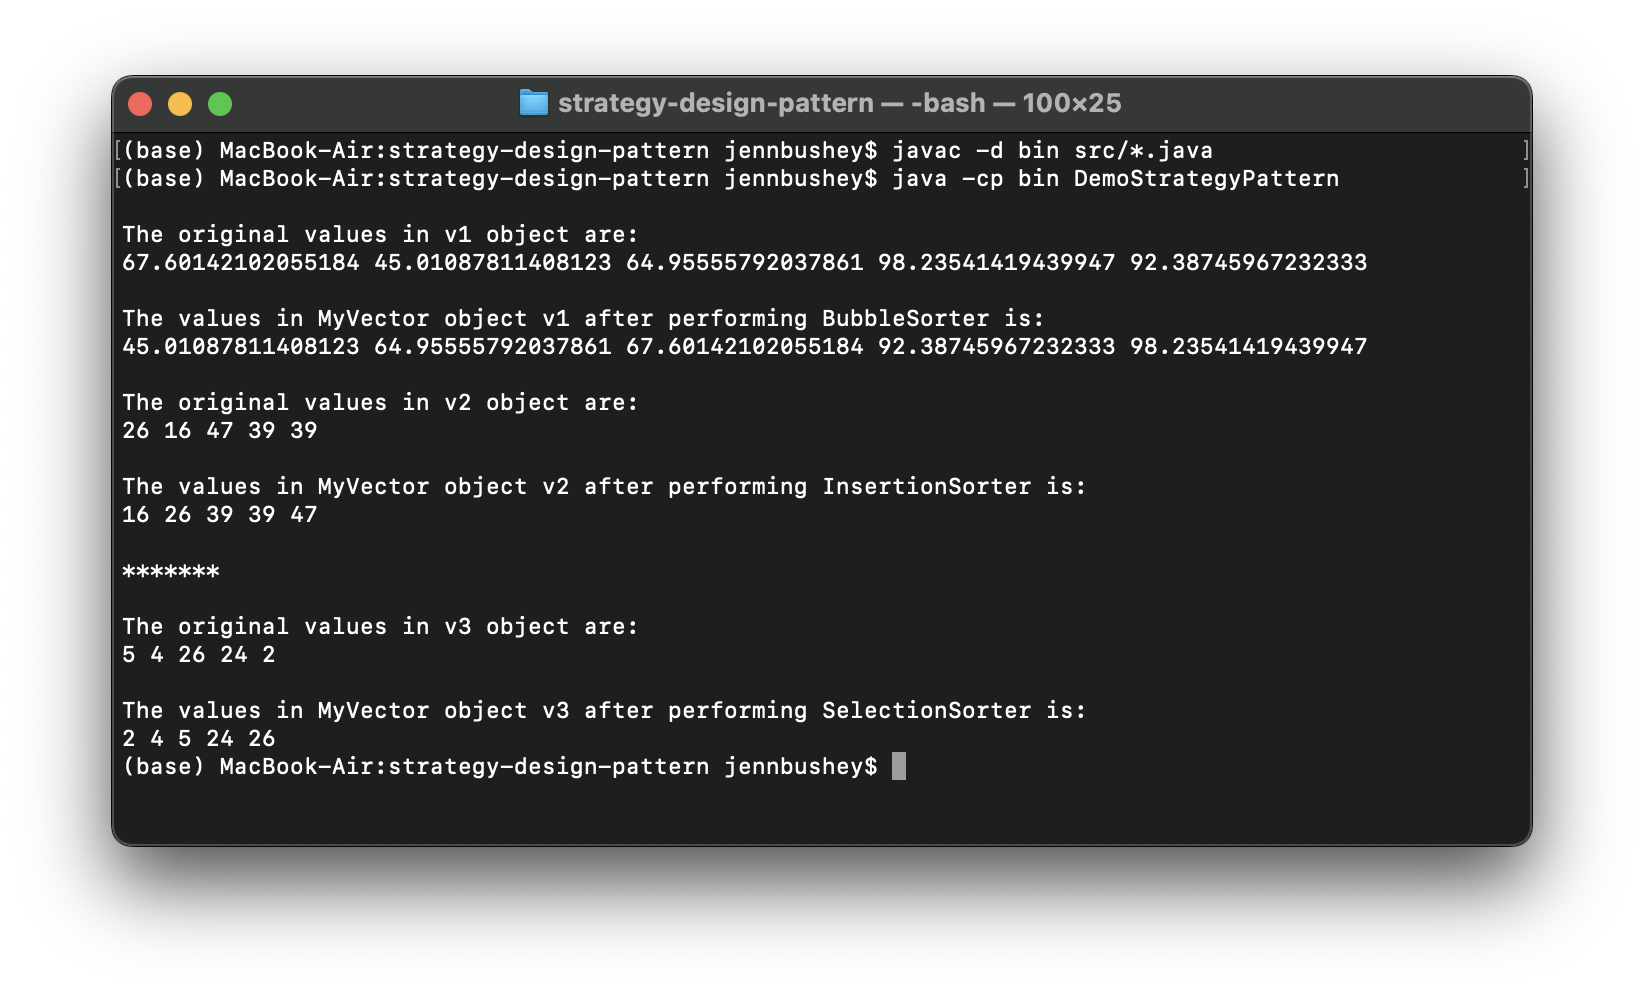 strategy-design-pattern — -bash — 100×25
[(base) MacBook-Air:strategy-design-pattern jennbushey$ javac -d bin src/*.java ]
[(base) MacBook-Air:strategy-design-pattern jennbushey$ java -cp bin DemoStrategyPattern ]
The original values in v1 object are:
67.60142102055184 45.01087811408123 64.95555792037861 98.23541419439947 92.38745967232333
The values in MyVector object v1 after performing BubbleSorter is:
45.01087811408123 64.95555792037861 67.60142102055184 92.38745967232333 98.23541419439947
The original values in v2 object are:
26 16 47 39 39
The values in MyVector object v2 after performing InsertionSorter is:
16 26 39 39 47
*******
The original values in v3 object are:
5 4 26 24 2
The values in MyVector object v3 after performing SelectionSorter is:
2 4 5 24 26
(base) MacBook-Air:strategy-design-pattern jennbushey$